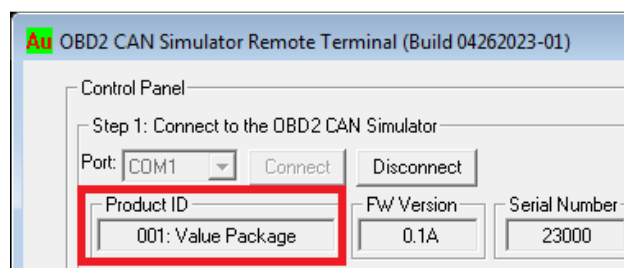 Au OBD2 CAN Simulator Remote Terminal (Build 04262023-01)
Control Panel
Step 1: Connect to the OBD2 CAN Simulator
Port: COM1 Connect Disconnect
Product ID FW Version Serial Number
001: Value Package 0.1A 23000